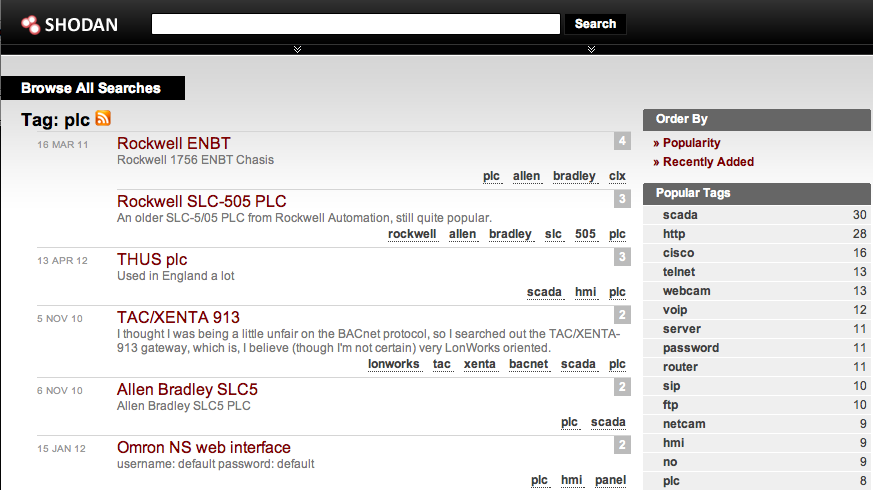 SHODAN
Search
Browse All Searches
Tag: plc
16 MAR 11
Rockwell ENBT
4
Rockwell 1756 ENBT Chasis
plc allen bradley clx
Rockwell SLC-505 PLC
3
An older SLC-5/05 PLC from Rockwell Automation, still quite popular.
rockwell allen bradley slc 505 plc
13 APR 12
THUS plc
3
Used in England a lot
scada hmi plc
5 NOV 10
TAC/XENTA 913
2
I thought I was being a little unfair on the BACnet protocol, so I searched out the TAC/XENTA-
913 gateway, which is, I believe (though I'm not certain) very LonWorks oriented.
lonworks tac xenta bacnet scada plc
6 NOV 10
Allen Bradley SLC5
2
Allen Bradley SLC5 PLC
plc scada
15 JAN 12
Omron NS web interface
2
username: default password: default
plc hmi panel
Order By
» Popularity
» Recently Added
Popular Tags
scada 30
http 28
cisco 16
telnet 13
webcam 13
voip 12
server 11
password 11
router 11
sip 10
ftp 10
netcam 9
hmi 9
no 9
plc 8